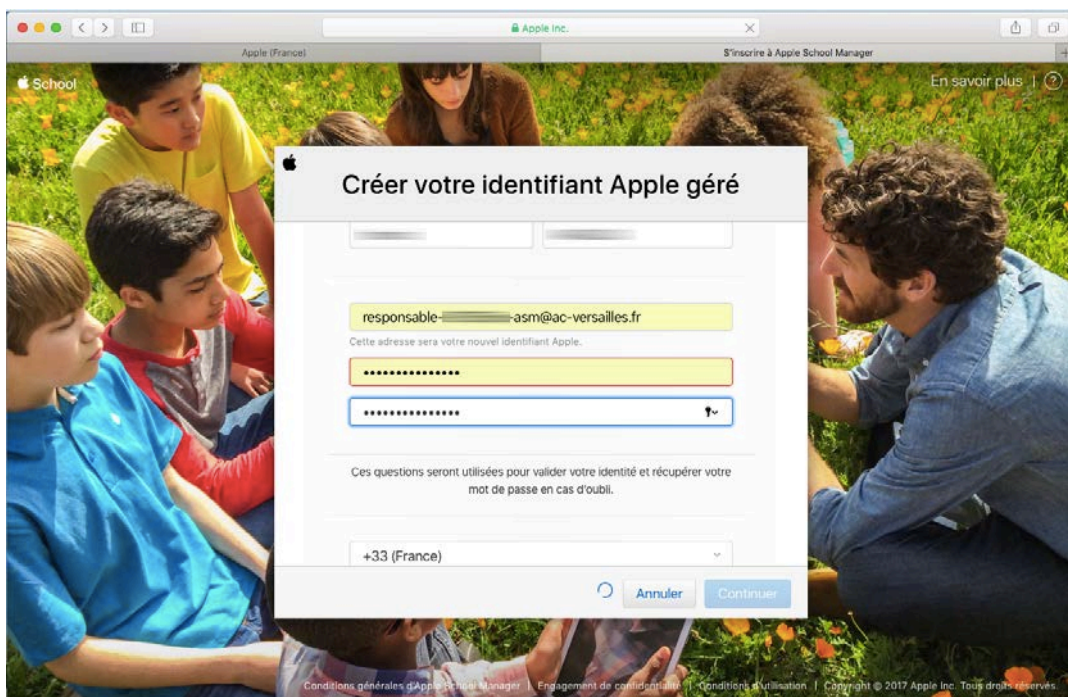 Apple Inc.
Apple (France)
S'inscrire à Apple School Manager
School
En savoir plus | ?
Créer votre identifiant Apple géré
responsable- -asm@ac-versailles.fr
Cette adresse sera votre nouvel identifiant Apple.
•••••••••••••••
•••••••••••••••
Ces questions seront utilisées pour valider votre identité et récupérer votre
mot de passe en cas d'oubli.
+33 (France)
Annuler
Continuer
Conditions générales d'Apple School Manager | Engagement de confidentialité | Conditions d'utilisation | Copyright © 2017 Apple Inc. Tous droits réservés.